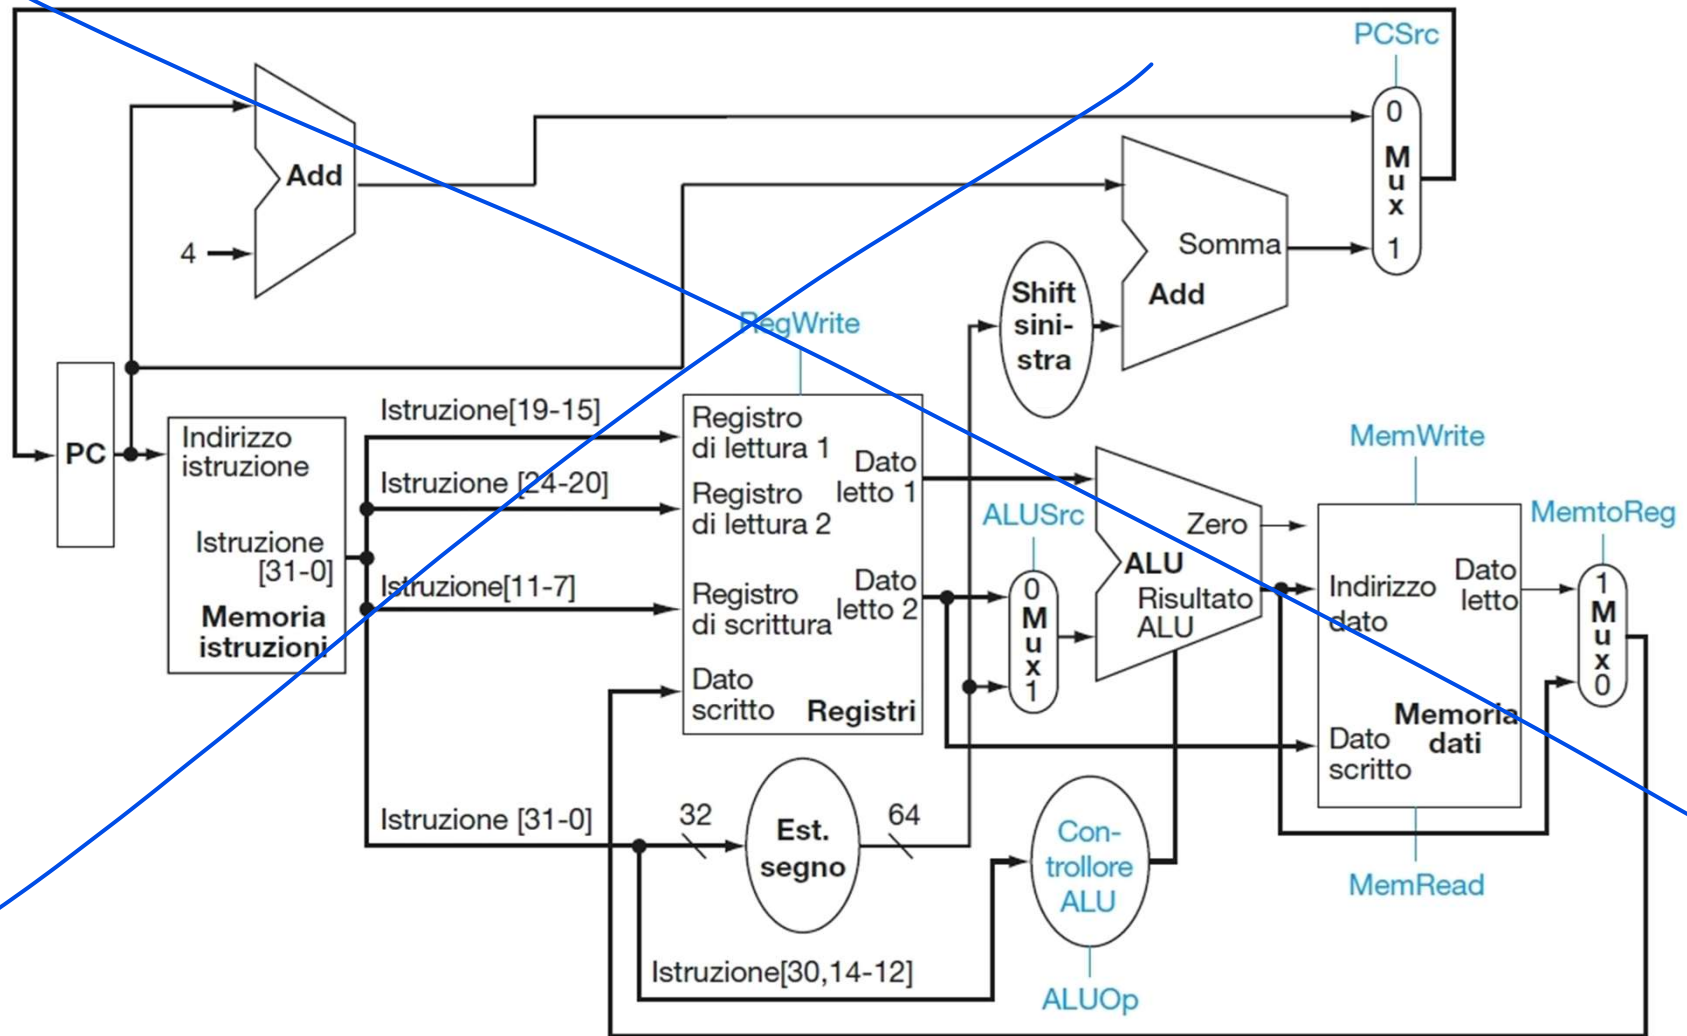 PCSrc
0
Mux
1
Add
4
Somma
Add
Shift
sini-
stra
RegWrite
PC
Indirizzo
istruzione
Istruzione
[31-0]
Memoria
istruzioni
Istruzione[19-15]
Istruzione [24-20]
Istruzione[11-7]
Registro
di lettura 1
Registro
di lettura 2
Registro
di scrittura
Dato
scritto
Registri
Dato
letto 1
Dato
letto 2
ALUSrc
0
Mux
1
Zero
ALU
Risultato
ALU
MemWrite
Indirizzo
dato
Dato
letto
Memoria
dati
Dato
scritto
MemRead
MemtoReg
1
Mux
0
Istruzione [31-0]
32
Est.
segno
64
Con-
trollore
ALU
Istruzione[30,14-12]
ALUOp